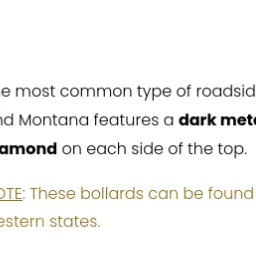 e most common type of roadsid
nd Montana features a dark meta
amond on each side of the top.
OTE: These bollards can be found
estern states.